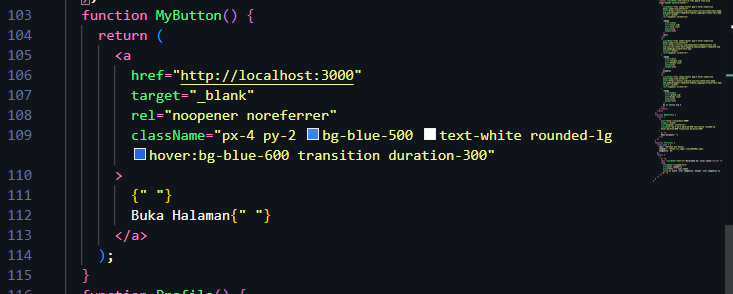 103 function MyButton() {
104 return (
105 <a
106 href="http://localhost:3000"
107 target="_blank"
108 rel="noopener noreferrer"
109 className="px-4 py-2 bg-blue-500 text-white rounded-lg
hover:bg-blue-600 transition duration-300"
110 >
111 {" "}
112 Buka Halaman{" "}
113 </a>
114 );
115 }
116 function Profile() {